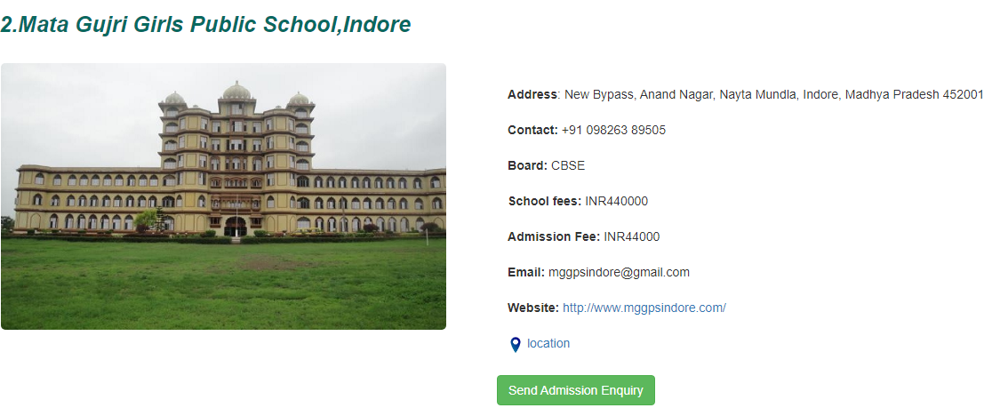 2.Mata Gujri Girls Public School,Indore
Address: New Bypass, Anand Nagar, Nayta Mundla, Indore, Madhya Pradesh 452001
Contact: +91 098263 89505
Board: CBSE
School fees: INR440000
Admission Fee: INR44000
Email: mggpsindore@gmail.com
Website: http://www.mggpsindore.com/
location
Send Admission Enquiry